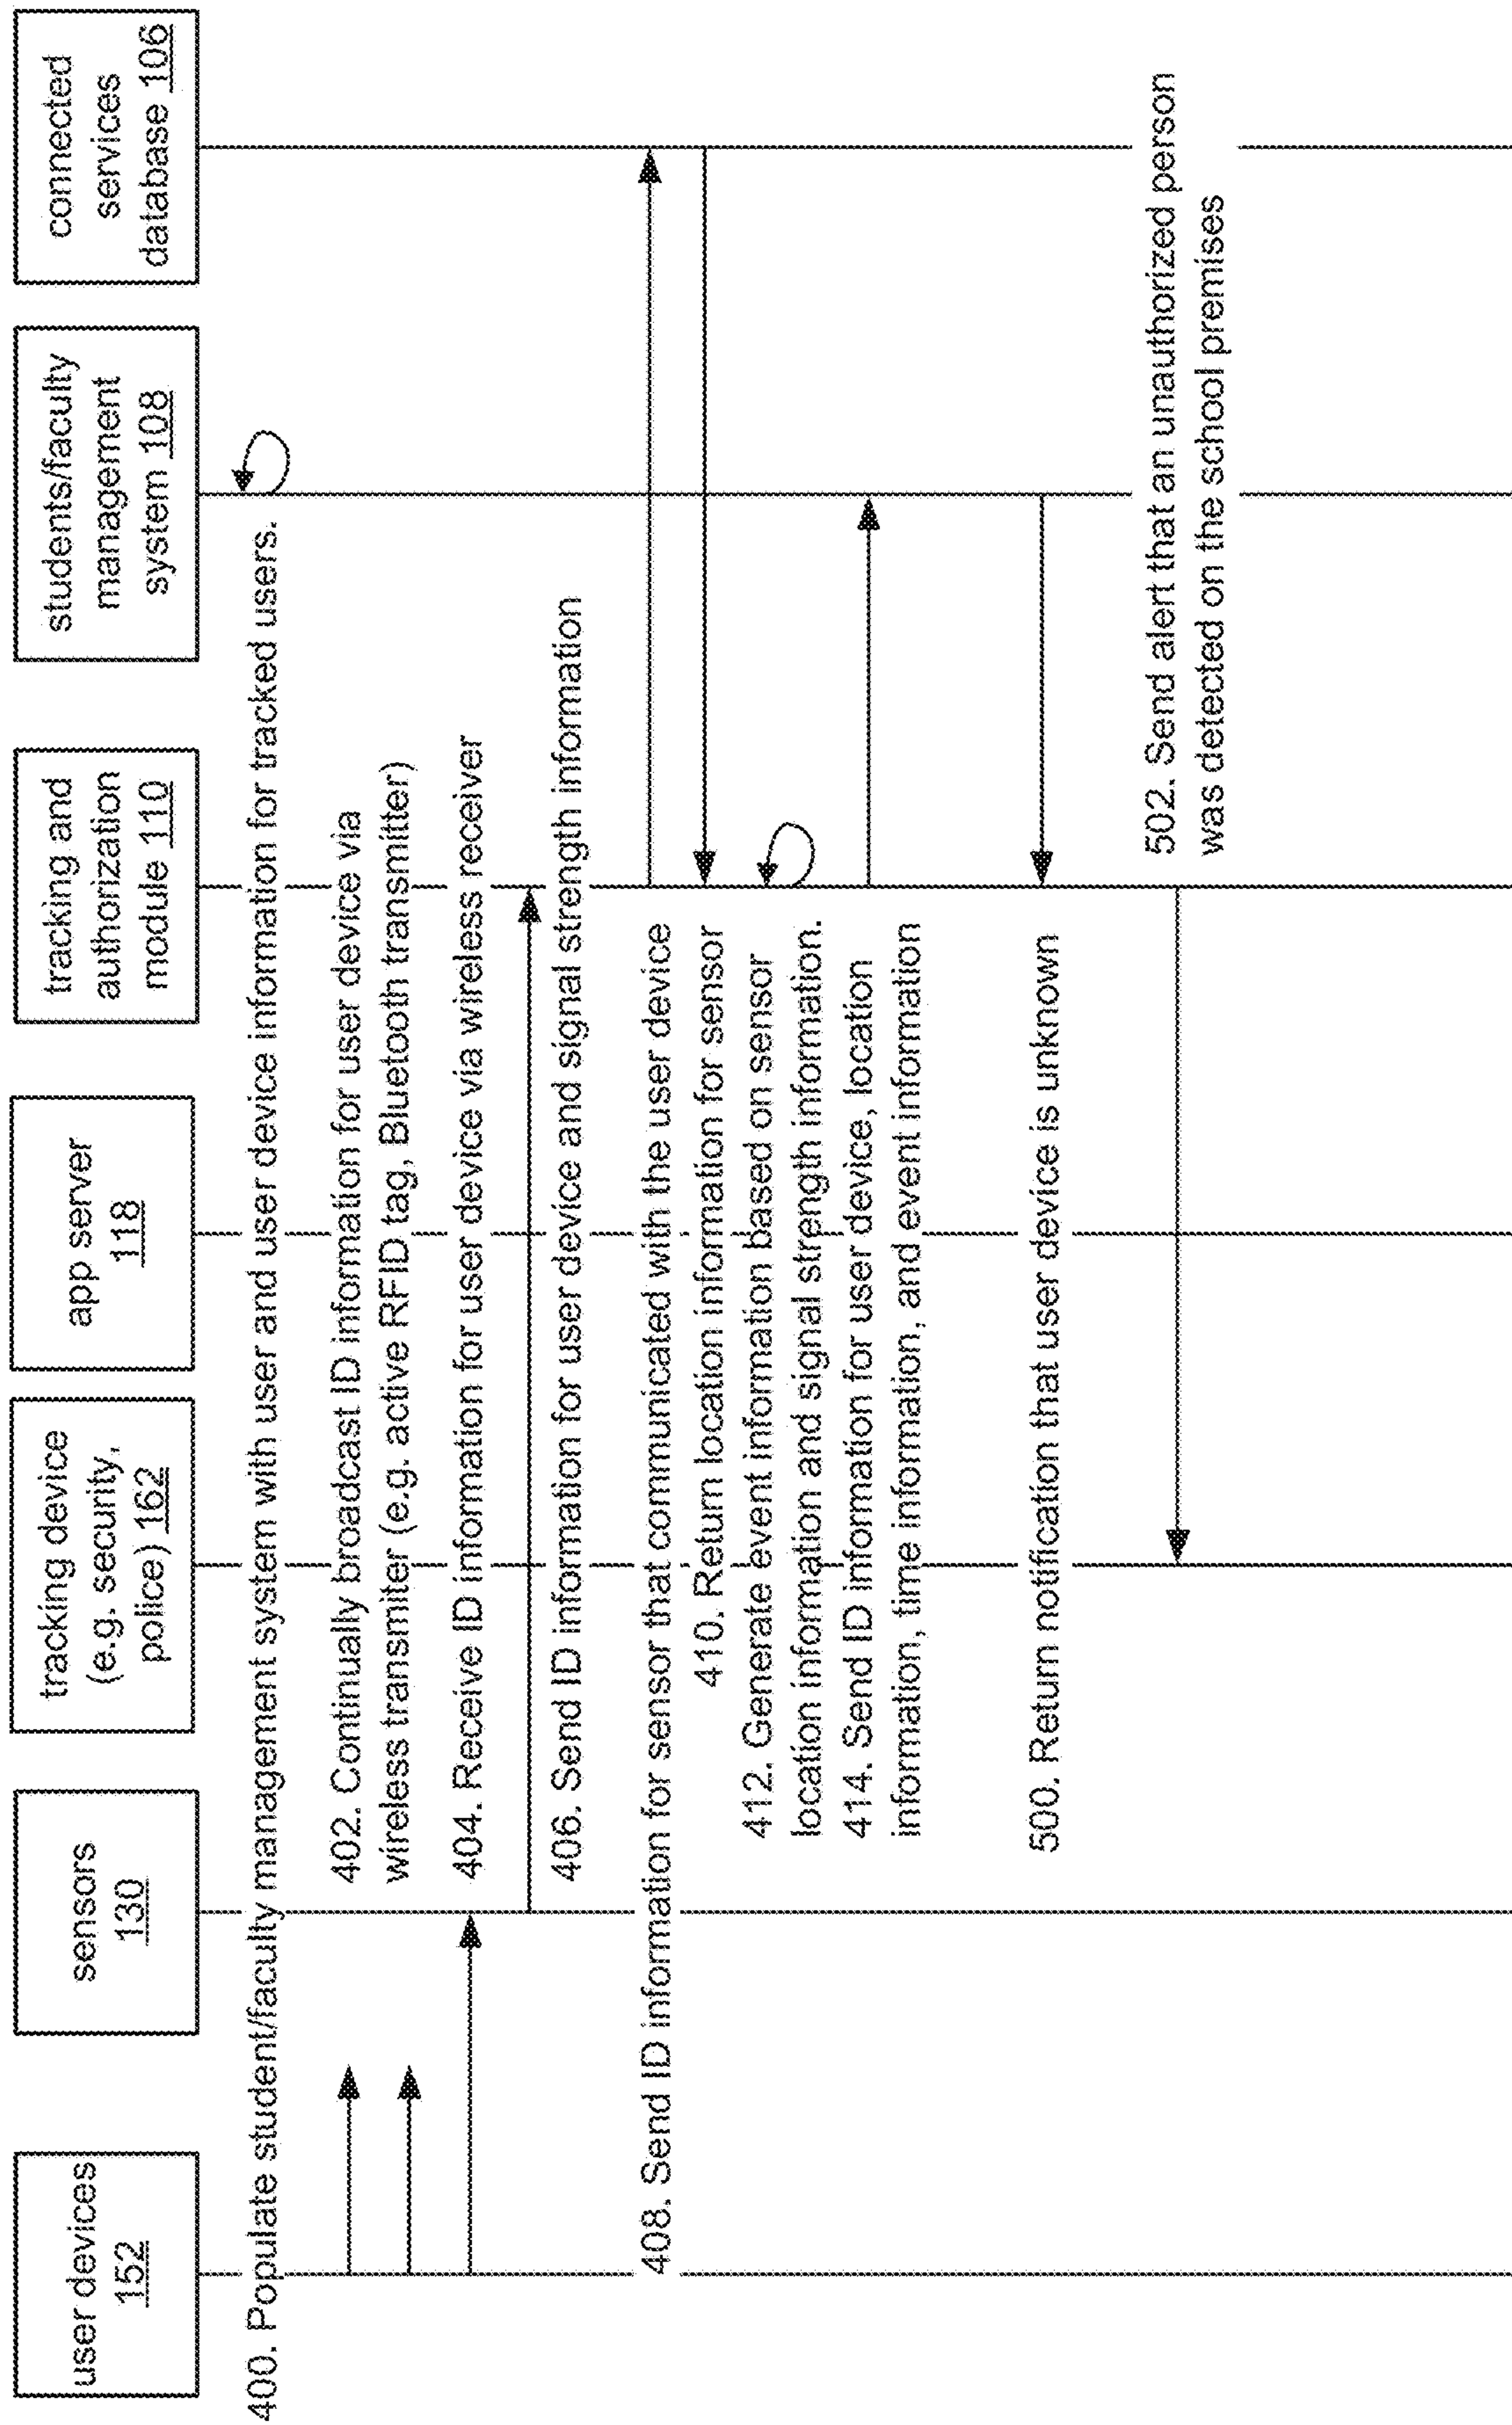 user devices
152
sensors
130
tracking device
(e.g. security,
police) 162
app server
118
tracking and
authorization
module 110
students/faculty
management
system 108
connected
services
database 106
400. Populate student/faculty management system with user and user device information for tracked users.
402. Continually broadcast ID information for user device via
wireless transmiter (e.g. active RFID tag, Bluetooth transmitter)
404. Receive ID information for user device via wireless receiver
406. Send ID information for user device and signal strength information
408. Send ID information for sensor that communicated with the user device
410. Return location information for sensor
412. Generate event information based on sensor
location information and signal strength information.
414. Send ID information for user device, location
information, time information, and event information
500. Return notification that user device is unknown
502. Send alert that an unauthorized person
was detected on the school premises